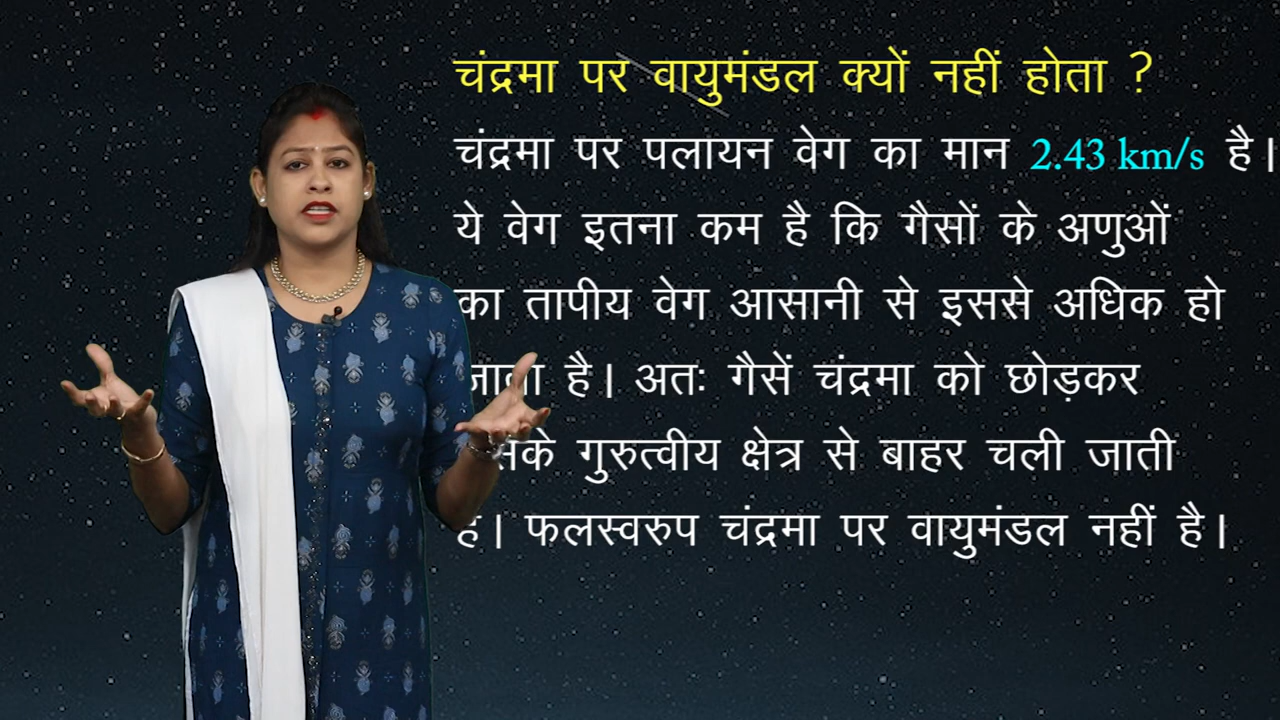 चंद्रमा पर वायुमंडल क्यों नहीं होता ?
चंद्रमा पर पलायन वेग का मान 2.43 km/s है।
ये वेग इतना कम है कि गैसों के अणुओं
का तापीय वेग आसानी से इससे अधिक हो
जाता है। अतः गैसें चंद्रमा को छोड़कर
गुरुत्वीय क्षेत्र से बाहर चली जाती
है। फलस्वरुप चंद्रमा पर वायुमंडल नहीं है।